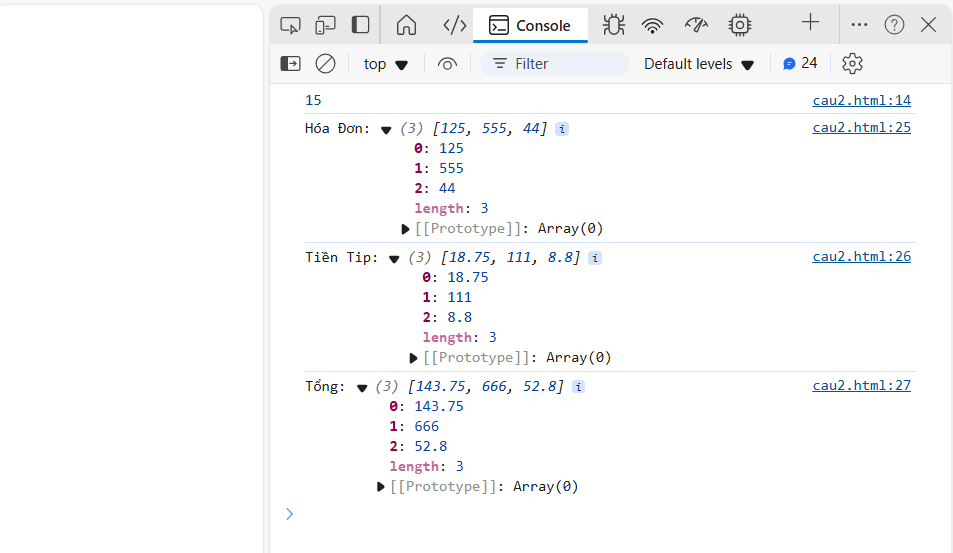 Console
top Filter Default levels 24
15 cau2.html:14
Hóa Đơn: (3) [125, 555, 44] i cau2.html:25
0: 125
1: 555
2: 44
length: 3
[[Prototype]]: Array(0)
Tiền Tip: (3) [18.75, 111, 8.8] i cau2.html:26
0: 18.75
1: 111
2: 8.8
length: 3
[[Prototype]]: Array(0)
Tổng: (3) [143.75, 666, 52.8] i cau2.html:27
0: 143.75
1: 666
2: 52.8
length: 3
[[Prototype]]: Array(0)